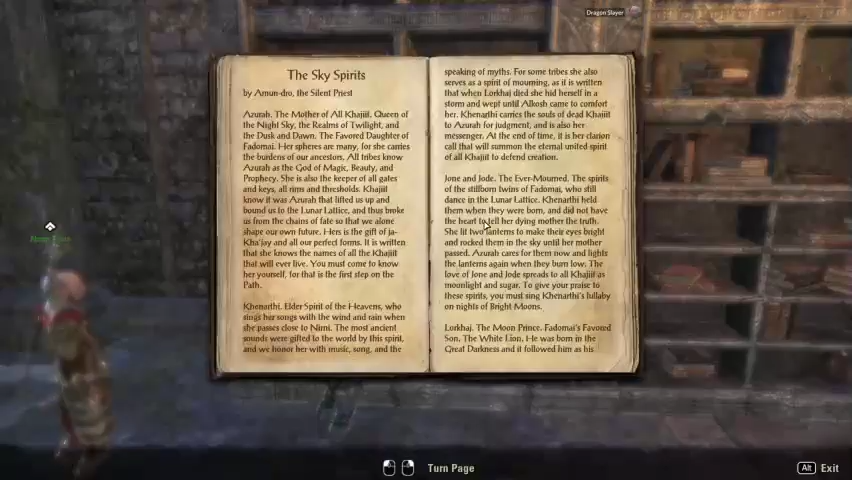 Dragon Slayer
The Sky Spirits
by Amun-dro, the Silent Priest
Azurah. The Mother of All Khajiit. Queen of
the Night Sky, the Realms of Twilight, and
the Dusk and Dawn. The Favored Daughter of
Fadomai. Her spheres are many, for she carries
the burdens of our ancestors. All tribes know
Azurah as the God of Magic, Beauty, and
Prophecy. She is also the keeper of all gates
and keys, all rims and thresholds. Khajiit
know it was Azurah that lifted us up and
bound us to the Lunar Lattice, and thus broke
us from the chains of fate so that we alone
shape our own future. Hers is the gift of ja-
Kha'jay and all our perfect forms. It is written
that she knows the names of all the Khajiit
that will ever live. You must come to know
her yourself, for that is the first step on the
Path.
Khenarthi. Elder Spirit of the Heavens, who
sings her songs with the wind and rain when
she passes close to Nirni. The most ancient
sounds were gifted to the world by this spirit,
and we honor her with music, song, and the
speaking of myths. For some tribes she also
serves as a spirit of mourning, as it is written
that when Lorkhaj died she hid herself in a
storm and wept until Alkosh came to comfort
her. Khenarthi carries the souls of dead Khajiit
to Azurah for judgment, and is also her
messenger. At the end of time, it is her clarion
call that will summon the eternal united spirit
of all Khajiit to defend creation.
Jone and Jode. The Ever-Mourned. The spirits
of the stillborn twins of Fadomai, who still
dance in the Lunar Lattice. Khenarthi held
them when they were born, and did not have
the heart to tell her dying mother the truth.
She lit two lanterns to make their eyes bright
and rocked them in the sky until her mother
passed. Azurah cares for them now and lights
the lanterns again when they burn low. The
love of Jone and Jode spreads to all Khajiit as
moonlight and sugar. To give your praise to
these spirits, you must sing Khenarthi's lullaby
on nights of Bright Moons.
Lorkhaj. The Moon Prince. Fadomai's Favored
Son. The White Lion. He was born in the
Great Darkness and it followed him as his
Turn Page
Alt Exit